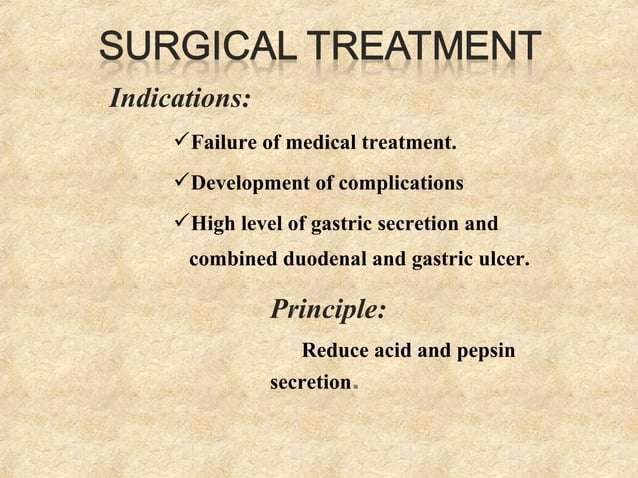 SURGICAL TREATMENT
Indications:
✓Failure of medical treatment.
✓Development of complications
✓High level of gastric secretion and
combined duodenal and gastric ulcer.
Principle:
Reduce acid and pepsin
secretion.